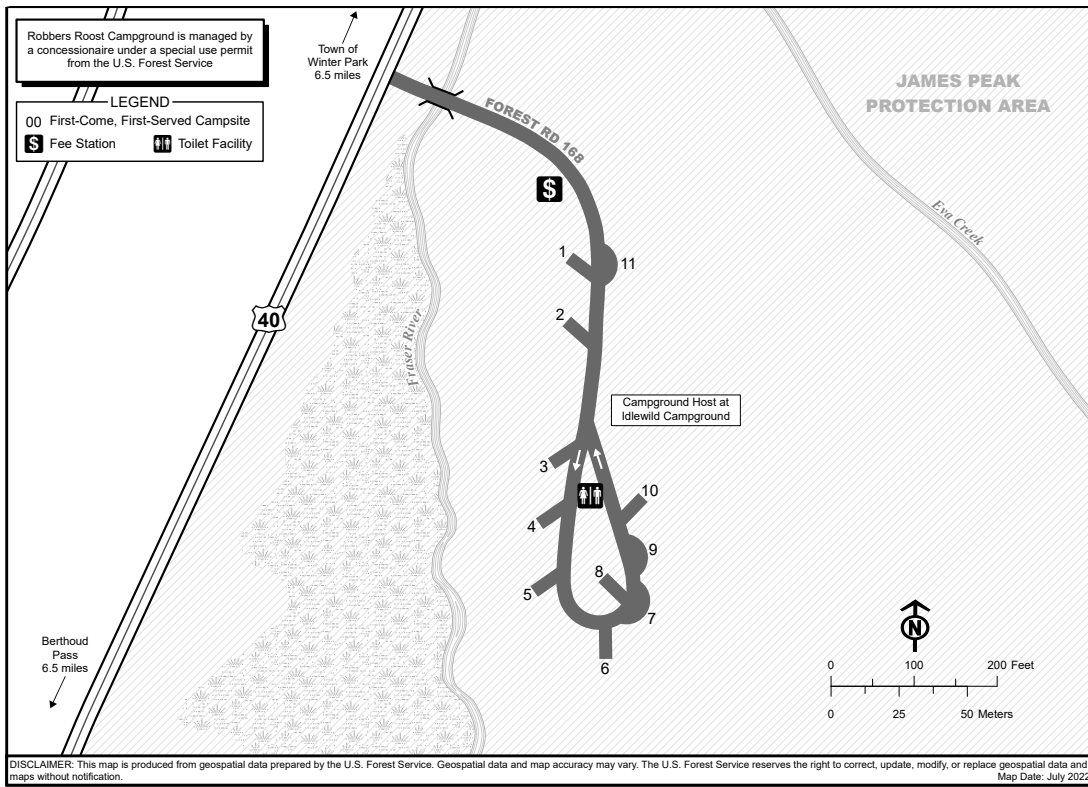 Robbers Roost Campground is managed by
a concessionaire under a special use permit
from the U.S. Forest Service
LEGEND
00 First-Come, First-Served Campsite
$ Fee Station
Toilet Facility
Town of
Winter Park
6.5 miles
JAMES PEAK
PROTECTION AREA
FOREST RD 168
$
Eva Creek
1
11
2
40
Fraser River
Campground Host at
Idlewild Campground
3
10
4
9
8
5
7
6
N
Berthoud
Pass
6.5 miles
0 100 200 Feet
0 25 50 Meters
DISCLAIMER: This map is produced from geospatial data prepared by the U.S. Forest Service. Geospatial data and map accuracy may vary. The U.S. Forest Service reserves the right to correct, update, modify, or replace geospatial data and
maps without notification.
Map Date: July 2022